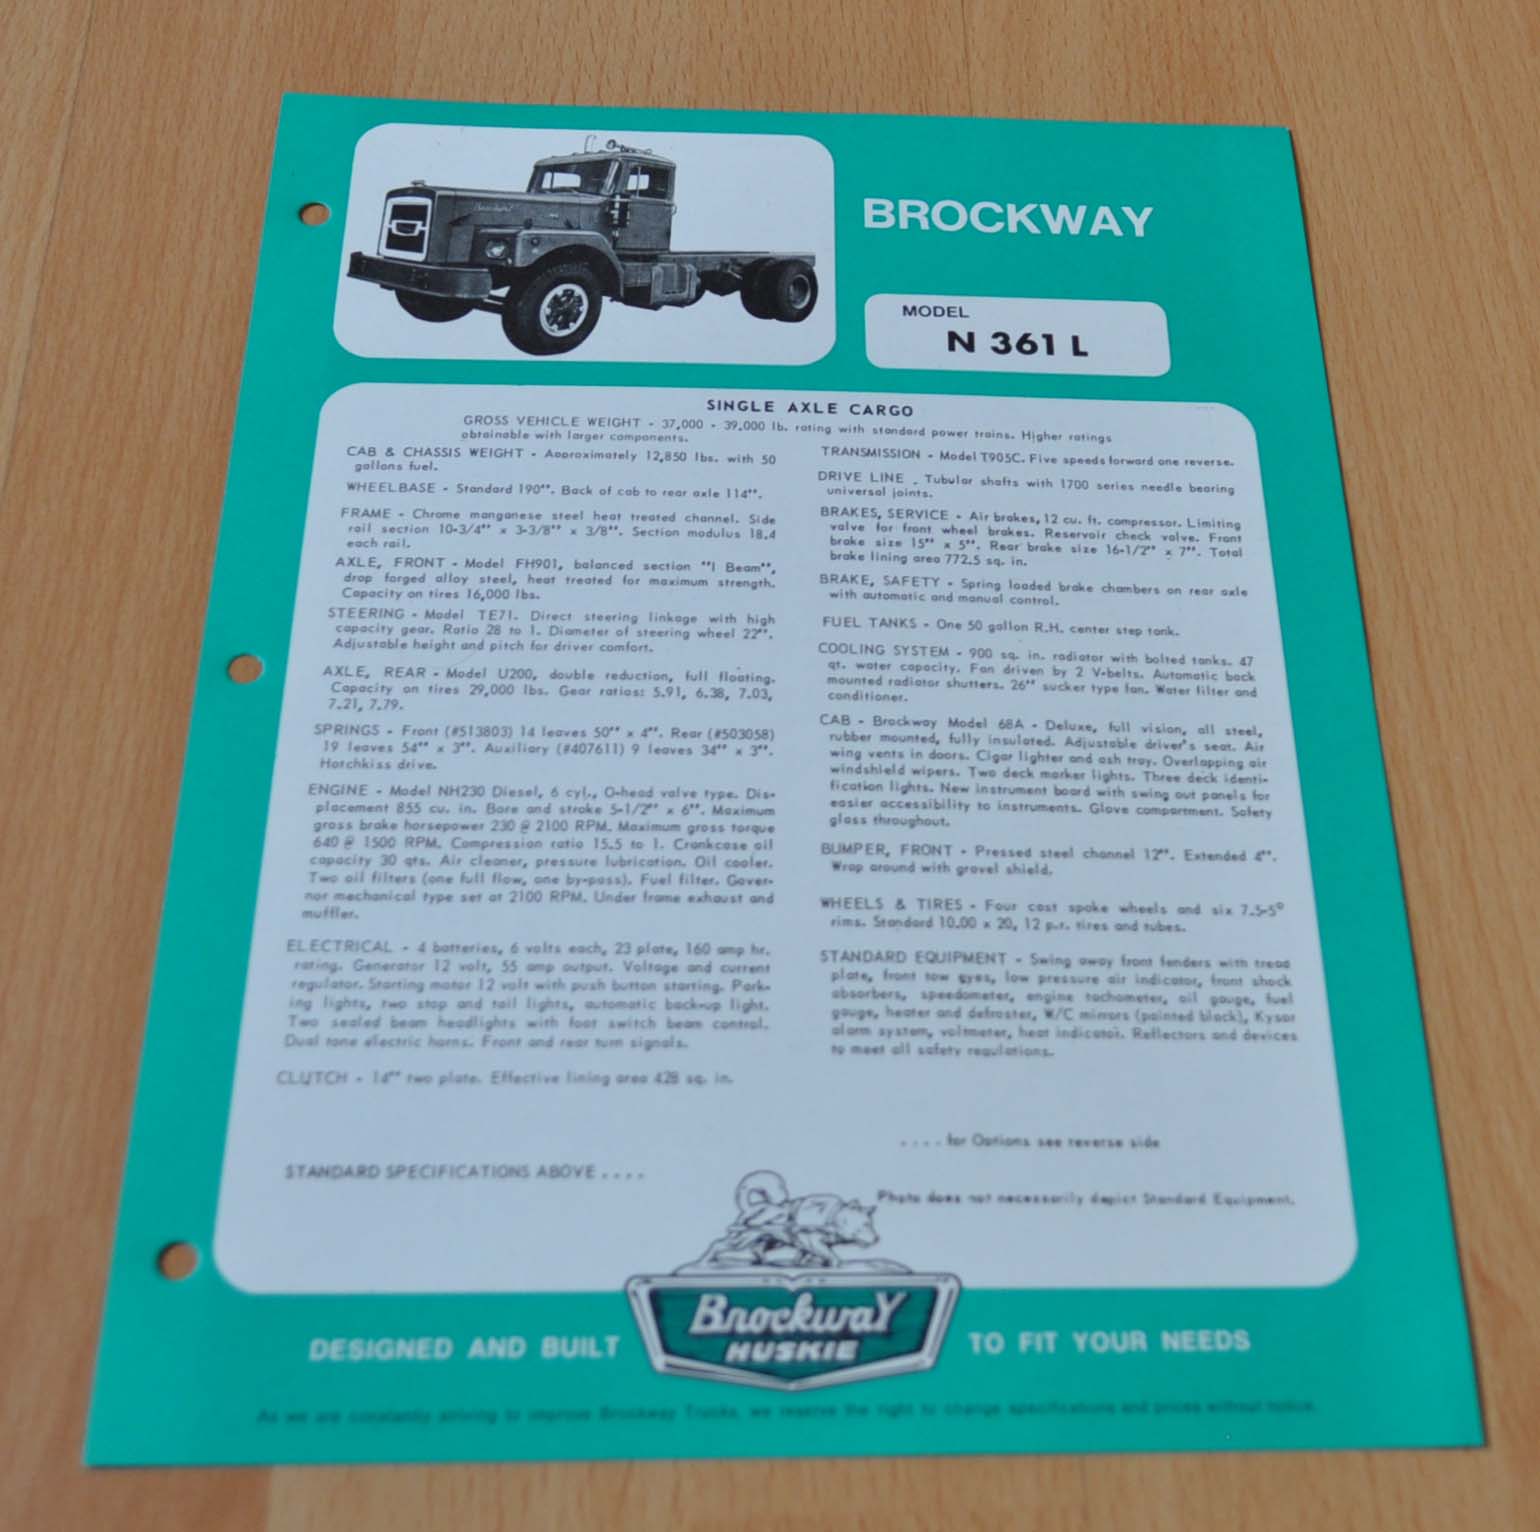 BROCKWAY
MODEL
N 361 L
SINGLE AXLE CARGO
GROSS VEHICLE WEIGHT - 37,000 - 39,000 lb. rating with standard power trains. Higher ratings
obtainable with larger components.
CAB & CHASSIS WEIGHT - Approximately 12,850 lbs. with 50
gallons fuel.
WHEELBASE - Standard 190". Back of cab to rear axle 114".
FRAME - Chrome manganese steel heat treated channel. Side
rail section 10-3/4" x 3-3/8" x 3/8". Section modulus 18.4
each rail.
AXLE, FRONT - Model FH901, balanced section "I Beam",
drop forged alloy steel, heat treated for maximum strength.
Capacity on tires 16,000 lbs.
STEERING - Model TE71. Direct steering linkage with high
capacity gear. Ratio 28 to 1. Diameter of steering wheel 22".
Adjustable height and pitch for driver comfort.
AXLE, REAR - Model U200, double reduction, full floating.
Capacity on tires 29,000 lbs. Gear ratios: 5.91, 6.38, 7.03,
7.21, 7.79.
SPRINGS - Front (#513803) 14 leaves 50" x 4". Rear (#503058)
19 leaves 54" x 3". Auxiliary (#407611) 9 leaves 34" x 3".
Hotchkiss drive.
ENGINE - Model NH230 Diesel, 6 cyl., O-head valve type. Dis-
placement 855 cu. in. Bore and stroke 5-1/2" x 6". Maximum
gross brake horsepower 230 @ 2100 RPM. Maximum gross torque
640 @ 1500 RPM. Compression ratio 15.5 to 1. Crankcase oil
capacity 30 qts. Air cleaner, pressure lubrication. Oil cooler.
Two oil filters (one full flow, one by-pass). Fuel filter. Gover-
nor mechanical type set at 2100 RPM. Under frame exhaust and
muffler.
ELECTRICAL - 4 batteries, 6 volts each, 23 plate, 160 amp hr.
rating. Generator 12 volt, 55 amp output. Voltage and current
regulator. Starting motor 12 volt with push button starting. Park-
ing lights, two stop and tail lights, automatic back-up light.
Two sealed beam headlights with foot switch beam control.
Dual tone electric horns. Front and rear turn signals.
CLUTCH - 14" two plate. Effective lining area 428 sq. in.
STANDARD SPECIFICATIONS ABOVE . . . .
TRANSMISSION - Model T905C. Five speeds forward one reverse.
DRIVE LINE - Tubular shafts with 1700 series needle bearing
universal joints.
BRAKES, SERVICE - Air brakes, 12 cu. ft. compressor. Limiting
valve for front wheel brakes. Reservoir check valve. Front
brake size 15" x 5". Rear brake size 16-1/2" x 7". Total
brake lining area 772.5 sq. in.
BRAKE, SAFETY - Spring loaded brake chambers on rear axle
with automatic and manual control.
FUEL TANKS - One 50 gallon R.H. center step tank.
COOLING SYSTEM - 900 sq. in. radiator with bolted tanks. 47
qt. water capacity. Fan driven by 2 V-belts. Automatic back
mounted radiator shutters. 26" sucker type fan. Water filter and
conditioner.
CAB - Brockway Model 68A - Deluxe, full vision, all steel,
rubber mounted, fully insulated. Adjustable driver's seat. Air
wing vents in doors. Cigar lighter and ash tray. Overlapping air
windshield wipers. Two deck marker lights. Three deck identi-
fication lights. New instrument board with swing out panels for
easier accessibility to instruments. Glove compartment. Safety
glass throughout.
BUMPER, FRONT - Pressed steel channel 12". Extended 4".
Wrap around with gravel shield.
WHEELS & TIRES - Four cast spoke wheels and six 7.5-5°
rims. Standard 10.00 x 20, 12 p.r. tires and tubes.
STANDARD EQUIPMENT - Swing away front fenders with tread
plate, front tow eyes, low pressure air indicator, front shock
absorbers, speedometer, engine tachometer, oil gauge, fuel
gauge, heater and defroster, W/C mirrors (painted black), Kysor
alarm system, voltmeter, heat indicator. Reflectors and devices
to meet all safety regulations.
. . . . for Options see reverse side
Photo does not necessarily depict Standard Equipment.
DESIGNED AND BUILT
Brockway
HUSKIE
TO FIT YOUR NEEDS
As we are constantly striving to improve Brockway Trucks, we reserve the right to change specifications and prices without notice.